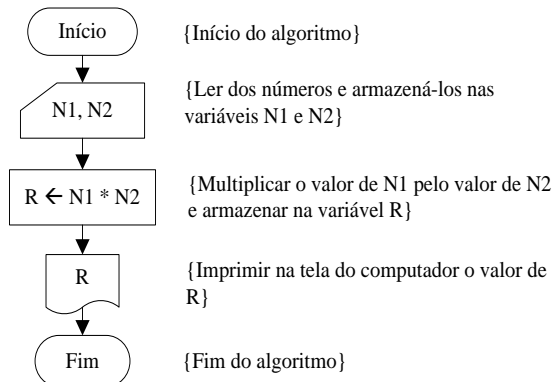 Início {Início do algoritmo}
{Ler dos números e armazená-los nas
N1, N2
variáveis N1 e N2}
R ← N1 * N2
{Multiplicar o valor de N1 pelo valor de N2
e armazenar na variável R}
R
{Imprimir na tela do computador o valor de
R}
Fim {Fim do algoritmo}